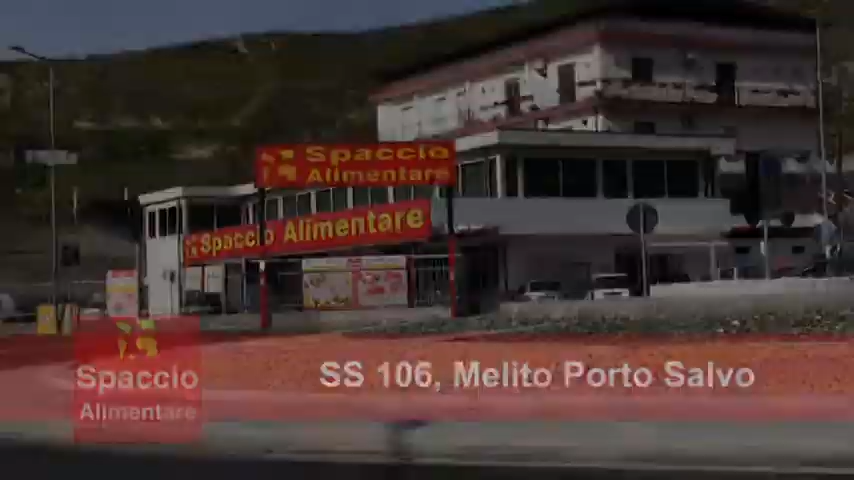 Spaccio
Alimentare
Spaccio Alimentare
Spaccio
Alimentare
SS 106, Melito Porto Salvo